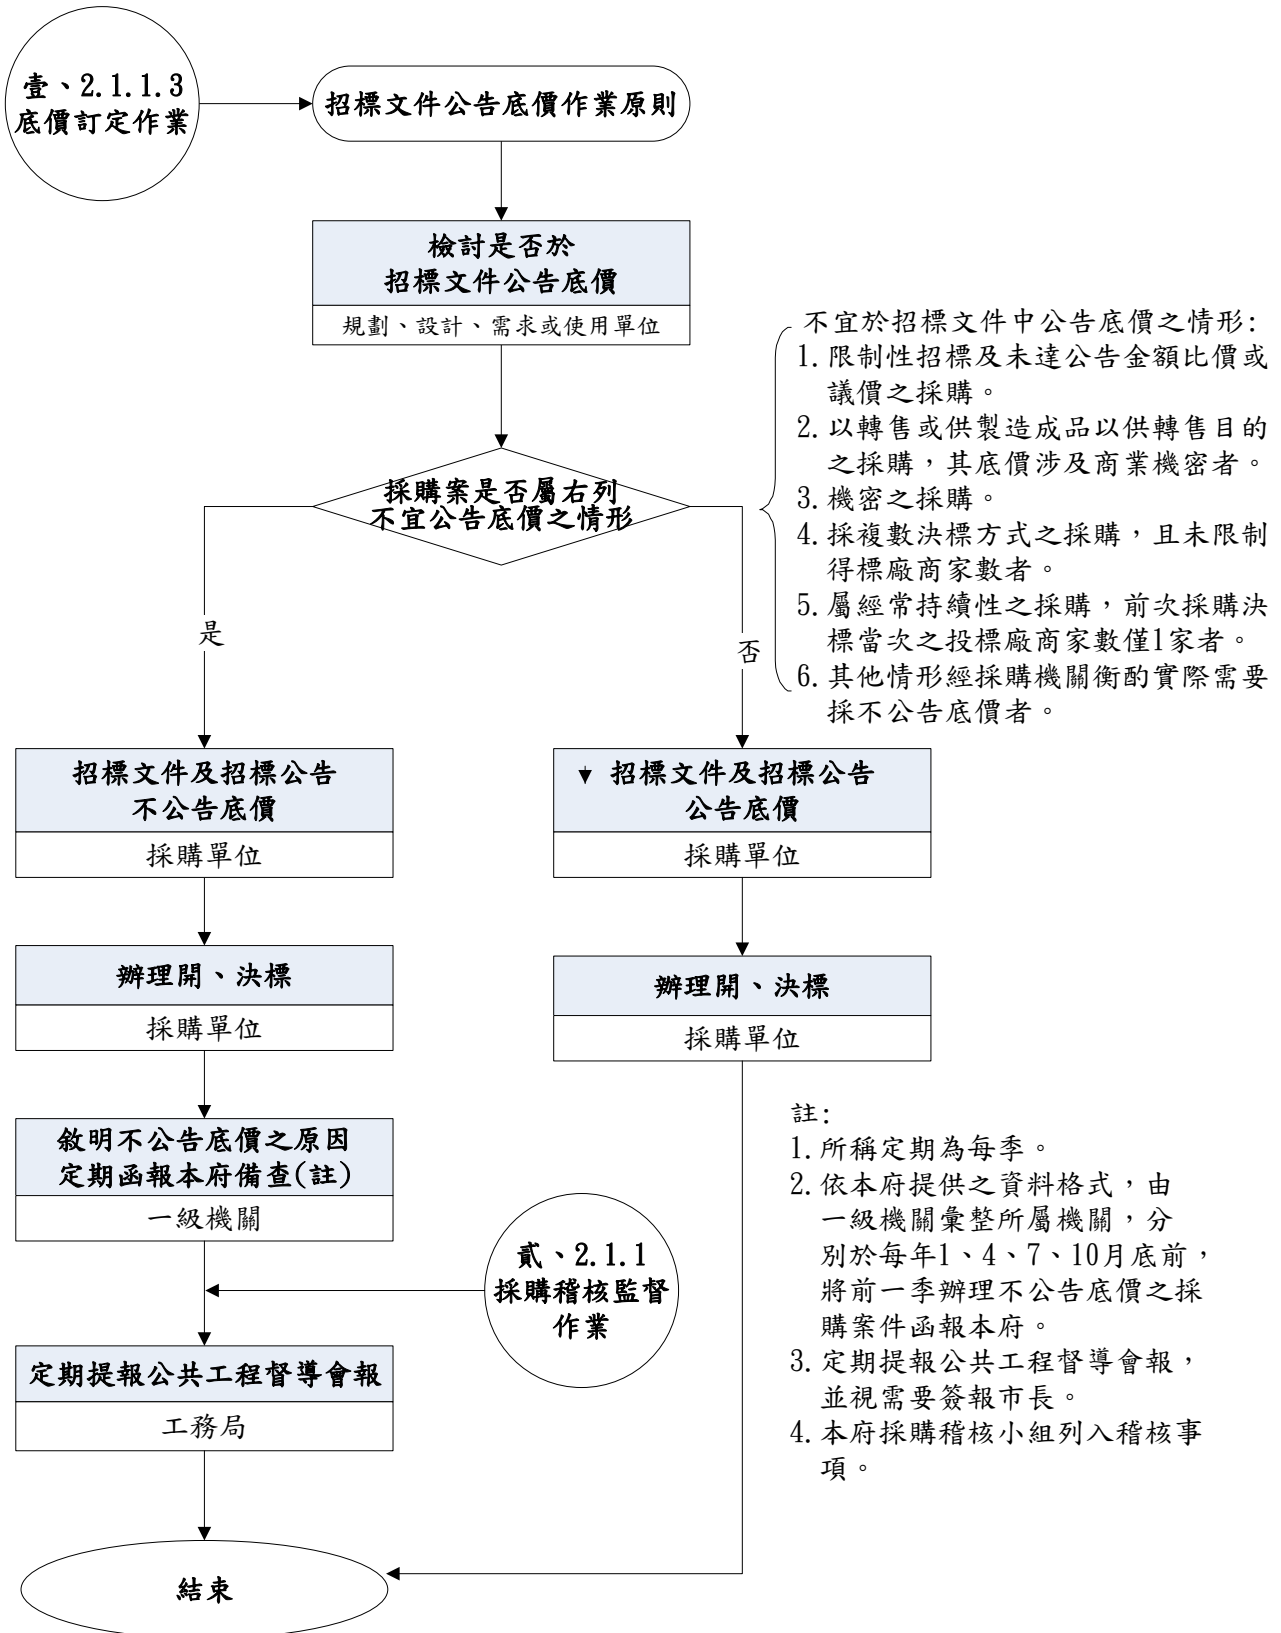 壹、2.1.1.3
底價訂定作業
招標文件公告底價作業原則
檢討是否於
招標文件公告底價
規劃、設計、需求或使用單位
不宜於招標文件中公告底價之情形:
1.限制性招標及未達公告金額比價或
議價之採購。
2.以轉售或供製造成品以供轉售目的
之採購，其底價涉及商業機密者。
3.機密之採購。
4.採複數決標方式之採購，且未限制
得標廠商家數者。
5.屬經常持續性之採購，前次採購決
標當次之投標廠商家數僅1家者。
6.其他情形經採購機關衡酌實際需要
採不公告底價者。
採購案是否屬右列
不宜公告底價之情形
是
否
招標文件及招標公告
不公告底價
採購單位
招標文件及招標公告
公告底價
採購單位
辦理開、決標
採購單位
辦理開、決標
採購單位
敘明不公告底價之原因
定期函報本府備查(註)
一級機關
貳、2.1.1
採購稽核監督
作業
定期提報公共工程督導會報
工務局
註:
1.所稱定期為每季。
2.依本府提供之資料格式，由
一級機關彙整所屬機關，分
別於每年1、4、7、10月底前，
將前一季辦理不公告底價之採
購案件函報本府。
3.定期提報公共工程督導會報，
並視需要簽報市長。
4.本府採購稽核小組列入稽核事
項。
結束